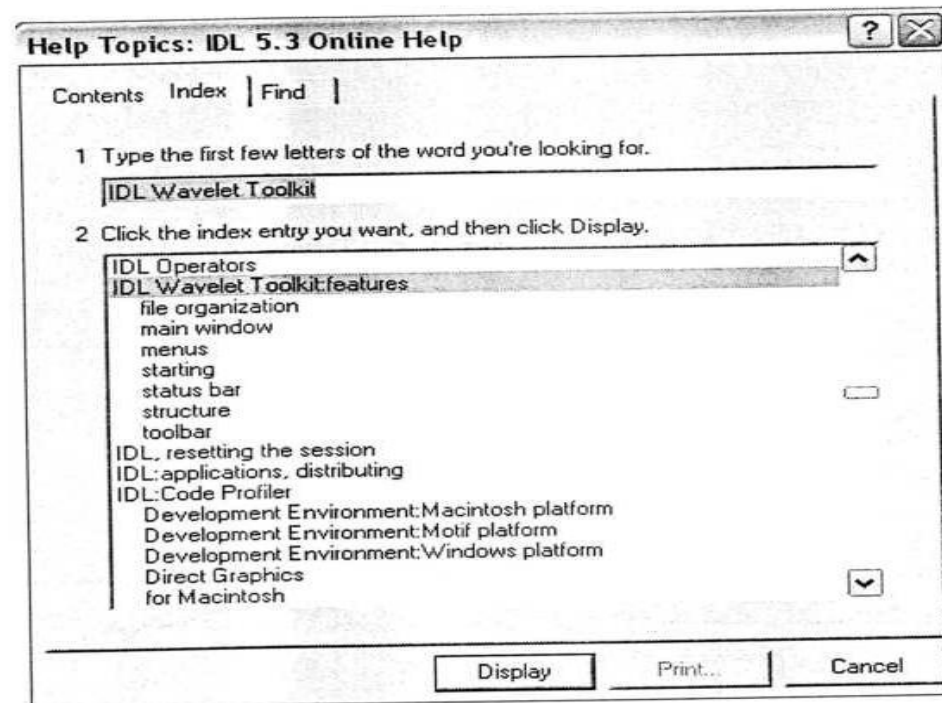 Help Topics: IDL 5.3 Online Help ?
Contents Index Find
1 Type the first few letters of the word you're looking for.
IDL Wavelet Toolkit
2 Click the index entry you want, and then click Display.
IDL Operators
IDL Wavelet Toolkit:features
file organization
main window
menus
starting
status bar
structure
toolbar
IDL, resetting the session
IDL:applications, distributing
IDL:Code Profiler
Development Environment:Macintosh platform
Development Environment:Motif platform
Development Environment:Windows platform
Direct Graphics
for Macintosh
Display Print... Cancel